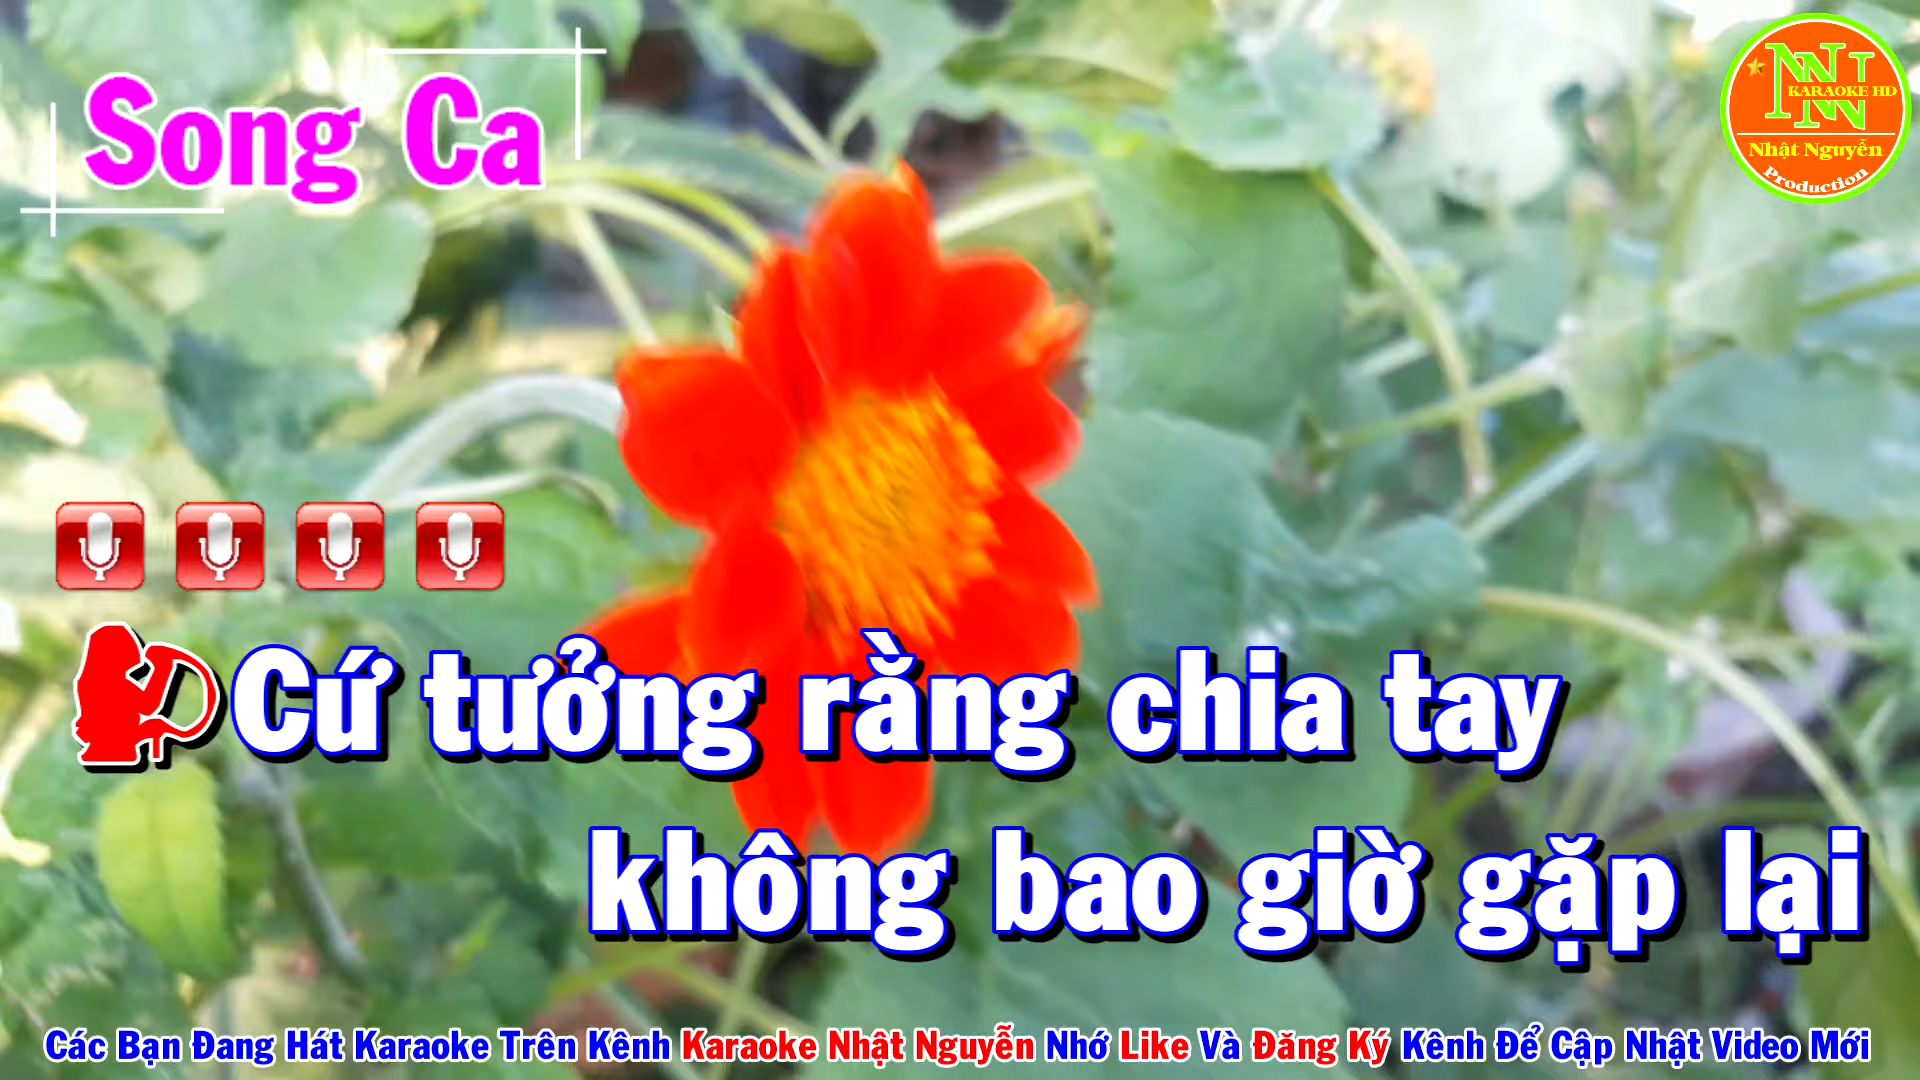 Song Ca
NN
NN
KARAOKE HD
Nhật Nguyễn
Production
Cứ tưởng rằng chia tay
không bao giờ gặp lại
Các Bạn Đang Hát Karaoke Trên Kênh Karaoke Nhật Nguyễn Nhớ Like Và Đăng Ký Kênh Để Cập Nhật Video Mới